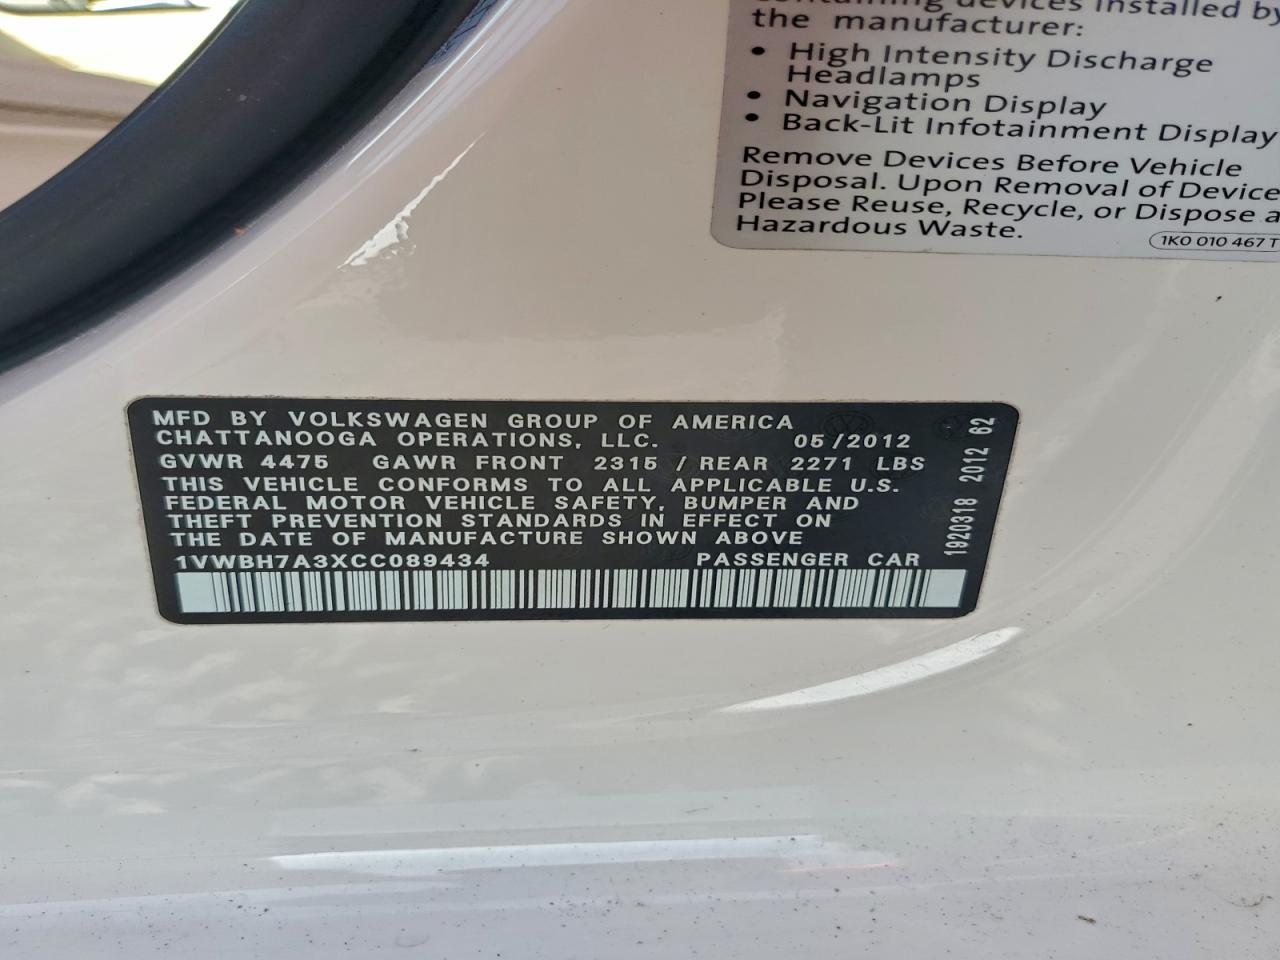 containing devices installed by
the manufacturer:
• High Intensity Discharge
Headlamps
• Navigation Display
• Back-Lit Infotainment Display
Remove Devices Before Vehicle
Disposal. Upon Removal of Device
Please Reuse, Recycle, or Dispose a
Hazardous Waste.
1K0 010 467 T
MFD BY VOLKSWAGEN GROUP OF AMERICA
CHATTANOOGA OPERATIONS, LLC. 05/2012
GVWR 4475 GAWR FRONT 2315 / REAR 2271 LBS
THIS VEHICLE CONFORMS TO ALL APPLICABLE U.S.
FEDERAL MOTOR VEHICLE SAFETY, BUMPER AND
THEFT PREVENTION STANDARDS IN EFFECT ON
THE DATE OF MANUFACTURE SHOWN ABOVE
1VWBH7A3XCC089434 PASSENGER CAR
1920318 2012 62